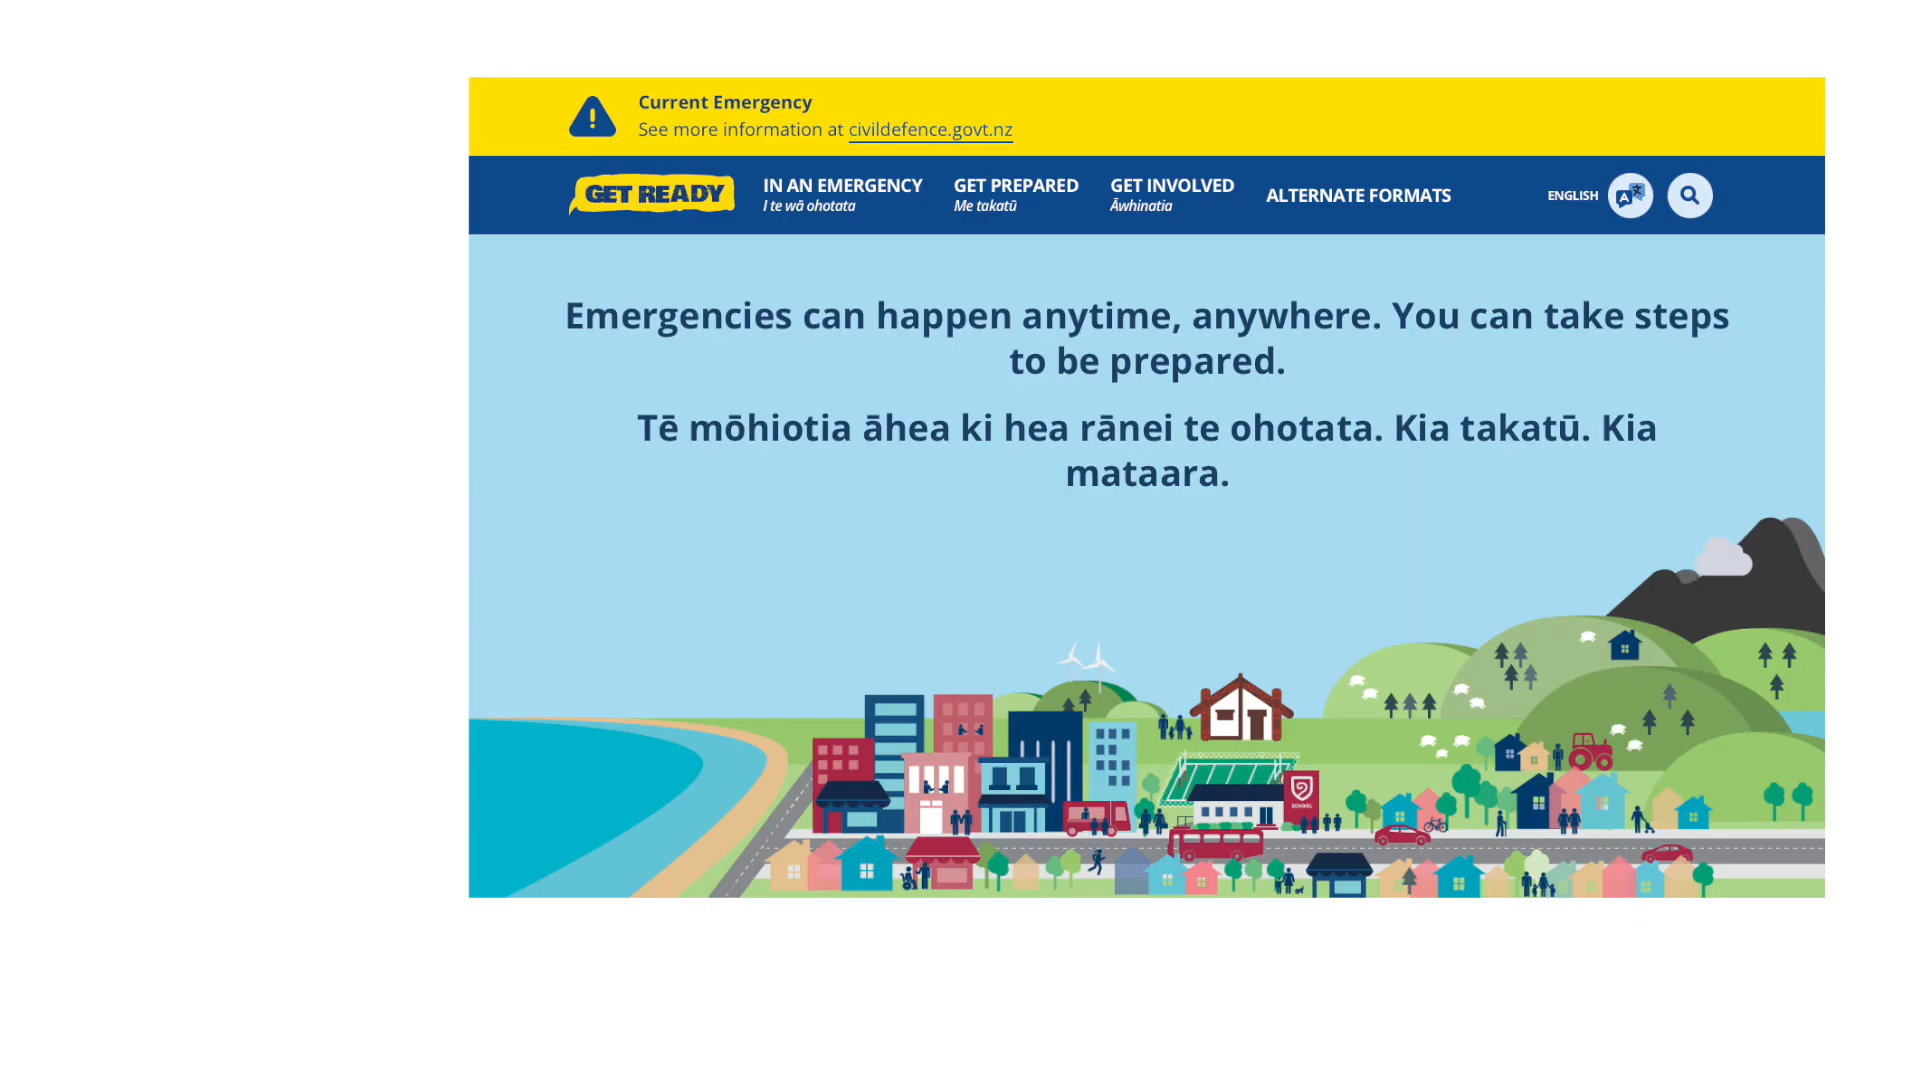 Current Emergency
See more information at civildefence.govt.nz
GET READY
IN AN EMERGENCY
I te wā ohotata
GET PREPARED
Me takatū
GET INVOLVED
Āwhinatia
ALTERNATE FORMATS
ENGLISH
Emergencies can happen anytime, anywhere. You can take steps
to be prepared.
Tē mōhiotia āhea ki hea rānei te ohotata. Kia takatū. Kia
mataara.
SCHOOL